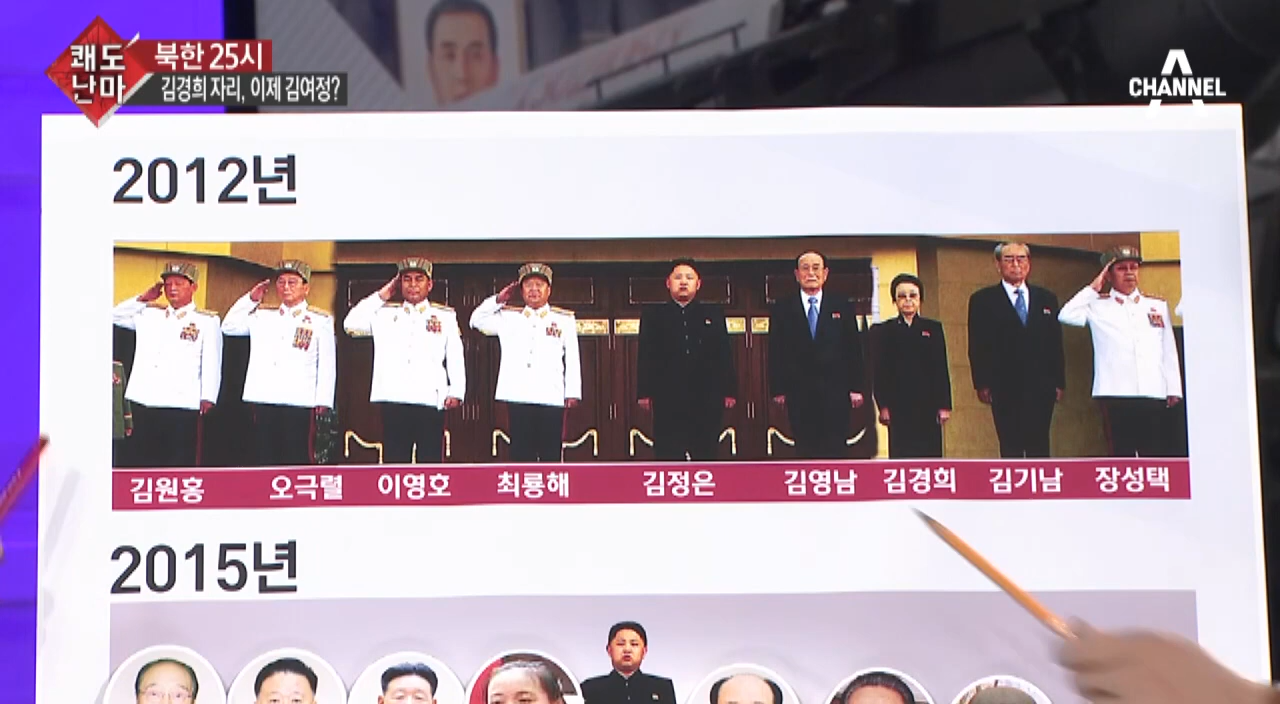 쾌도
난마
북한 25시
김경희 자리, 이제 김여정?
CHANNEL A
2012년
김원홍 오극렬 이영호 최룡해 김정은 김영남 김경희 김기남 장성택
2015년